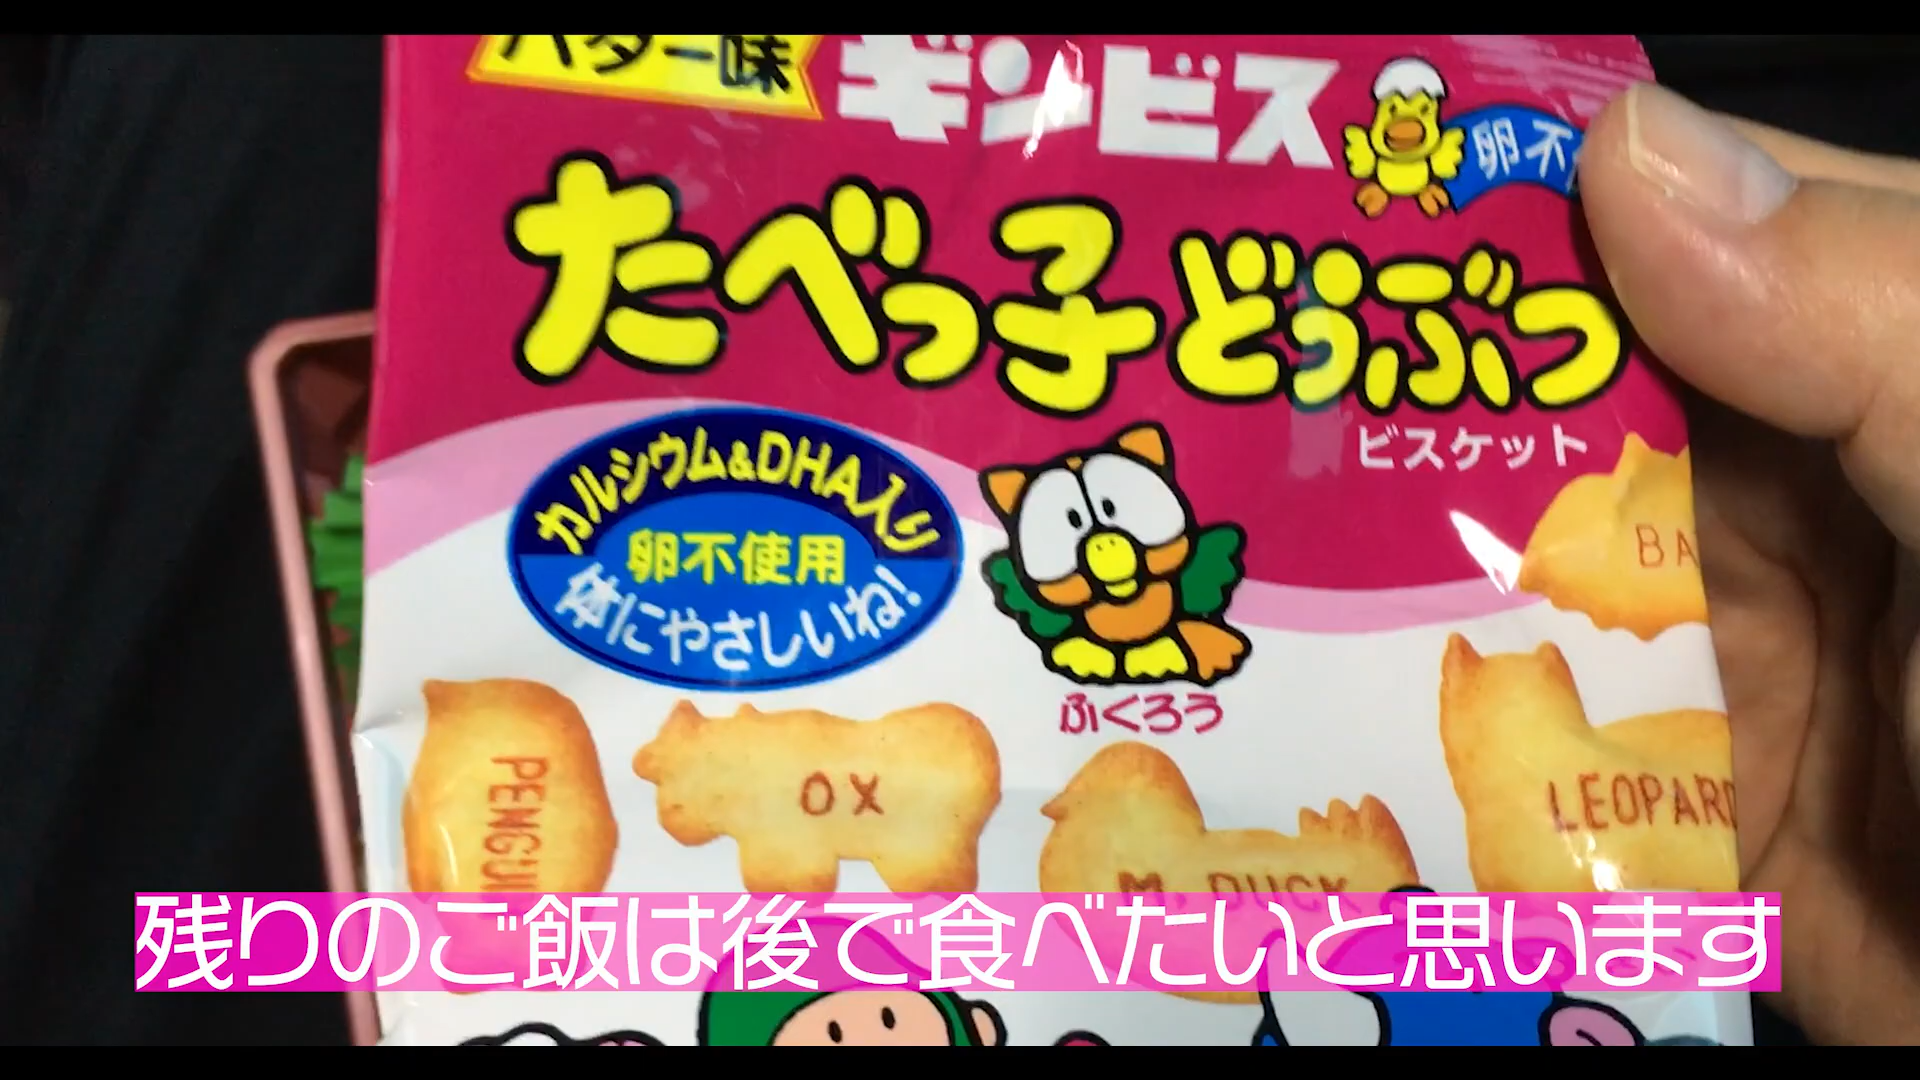 バター味
ギンビス
卵不
たべっ子どうぶつ
ビスケット
カルシウム&DHA入り
卵不使用
体にやさしいね!
ふくろう
BA
PENGUI
OX
M. DUCK
LEOPARD
残りのご飯は後で食べたいと思います